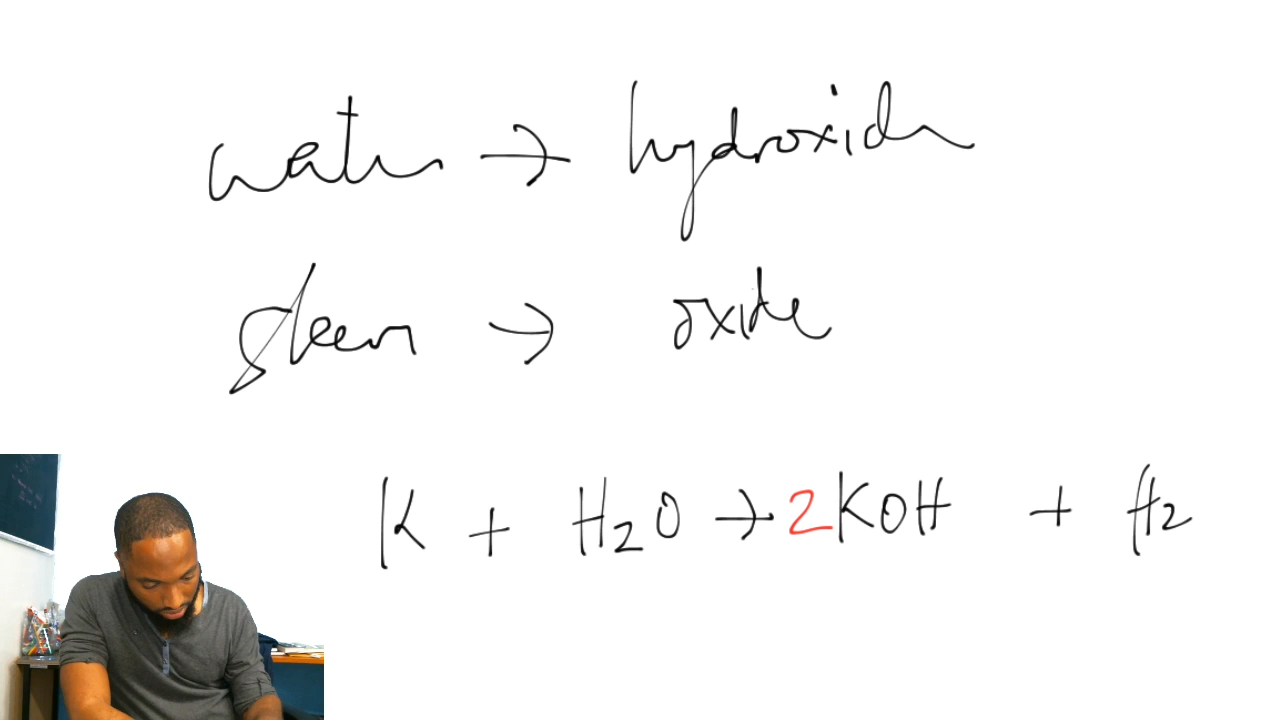 water → hydroxide
steam → oxide
K + H₂O → 2KOH + H₂